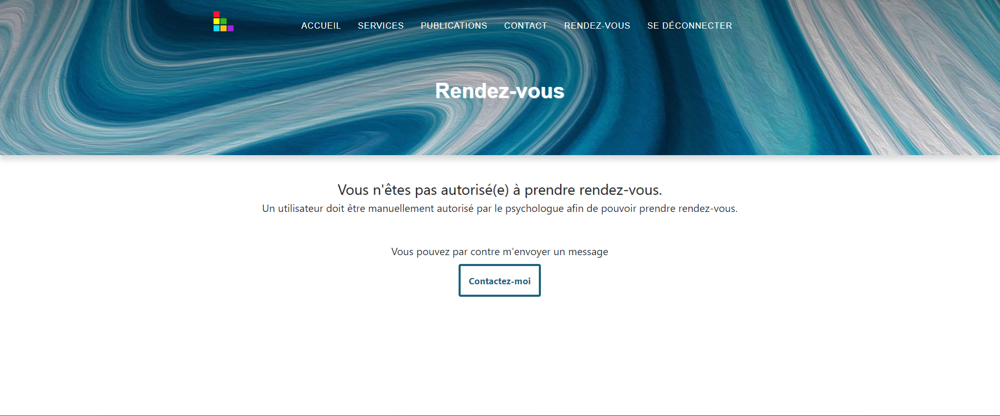 ACCUEIL SERVICES PUBLICATIONS CONTACT RENDEZ-VOUS SE DÉCONNECTER
Rendez-vous
Vous n'êtes pas autorisé(e) à prendre rendez-vous.
Un utilisateur doit être manuellement autorisé par le psychologue afin de pouvoir prendre rendez-vous.
Vous pouvez par contre m'envoyer un message
Contactez-moi